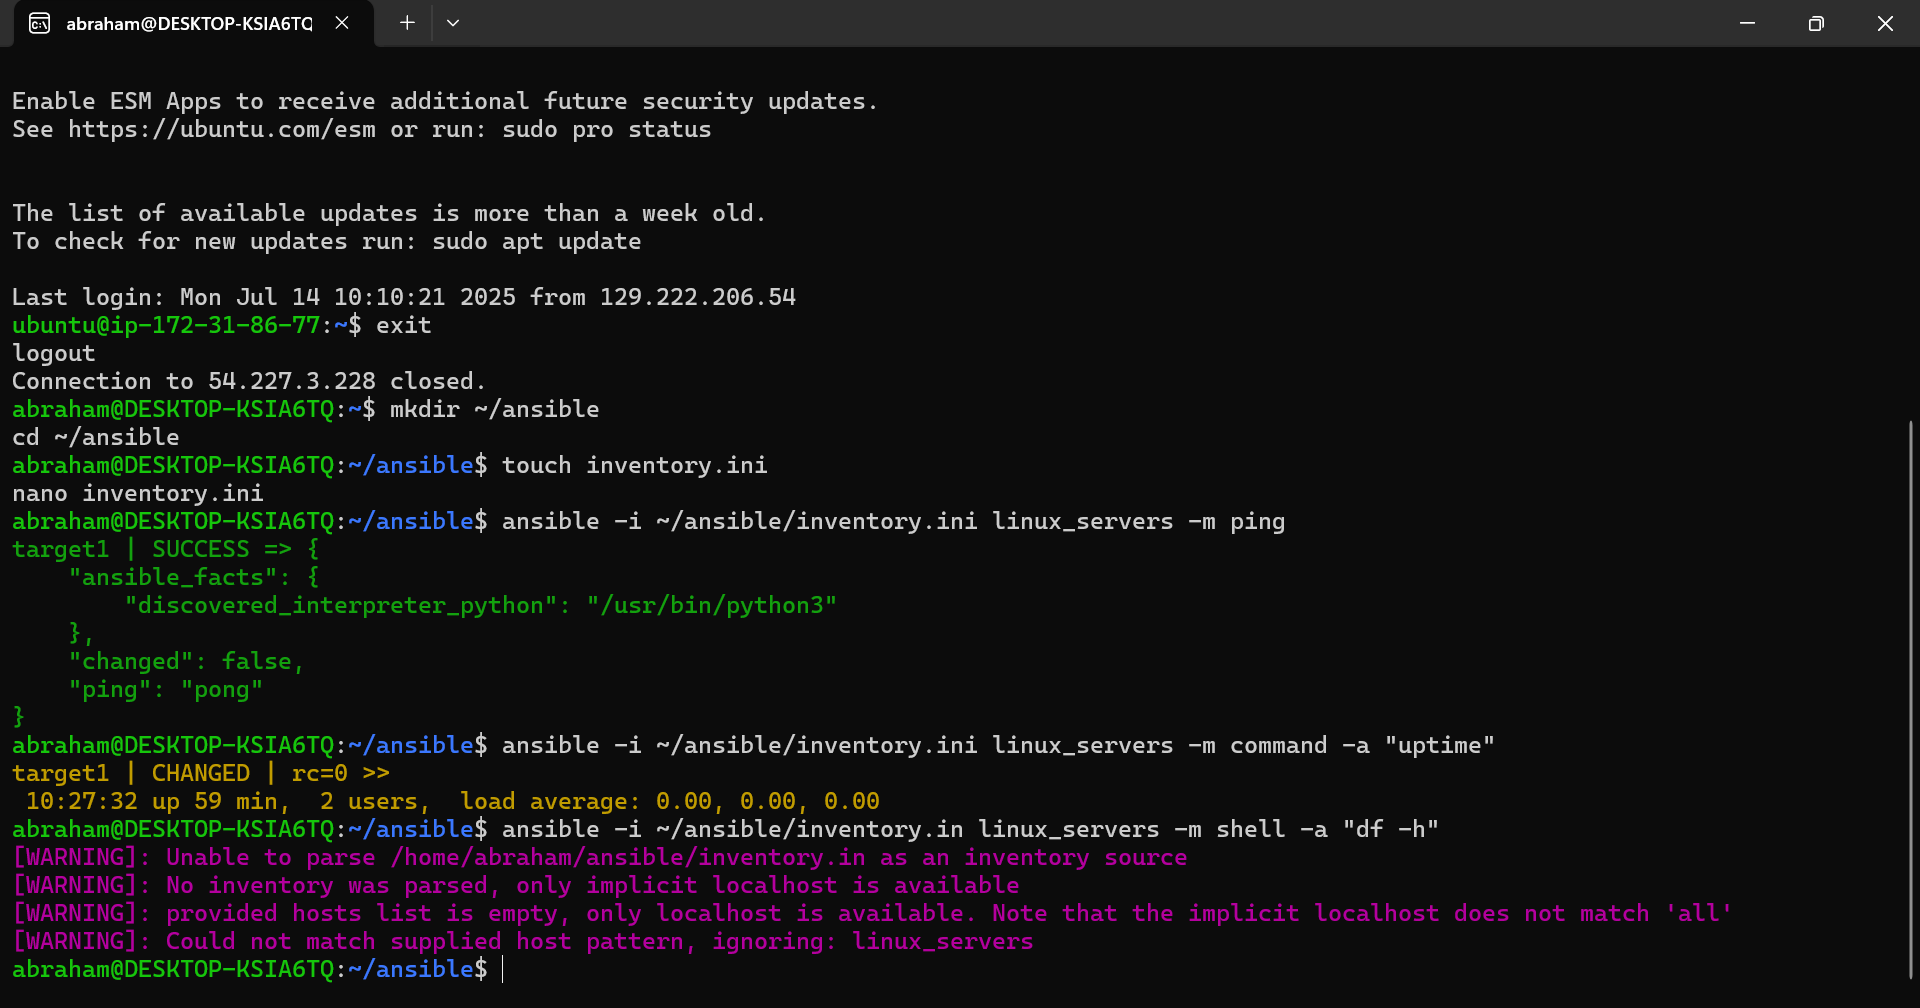 abraham@DESKTOP-KSIA6TQ
Enable ESM Apps to receive additional future security updates.
See https://ubuntu.com/esm or run: sudo pro status
The list of available updates is more than a week old.
To check for new updates run: sudo apt update
Last login: Mon Jul 14 10:10:21 2025 from 129.222.206.54
ubuntu@ip-172-31-86-77:~$ exit
logout
Connection to 54.227.3.228 closed.
abraham@DESKTOP-KSIA6TQ:~$ mkdir ~/ansible
cd ~/ansible
abraham@DESKTOP-KSIA6TQ:~/ansible$ touch inventory.ini
nano inventory.ini
abraham@DESKTOP-KSIA6TQ:~/ansible$ ansible -i ~/ansible/inventory.ini linux_servers -m ping
target1 | SUCCESS => {
    "ansible_facts": {
        "discovered_interpreter_python": "/usr/bin/python3"
    },
    "changed": false,
    "ping": "pong"
}
abraham@DESKTOP-KSIA6TQ:~/ansible$ ansible -i ~/ansible/inventory.ini linux_servers -m command -a "uptime"
target1 | CHANGED | rc=0 >>
 10:27:32 up 59 min,  2 users,  load average: 0.00, 0.00, 0.00
abraham@DESKTOP-KSIA6TQ:~/ansible$ ansible -i ~/ansible/inventory.in linux_servers -m shell -a "df -h"
[WARNING]: Unable to parse /home/abraham/ansible/inventory.in as an inventory source
[WARNING]: No inventory was parsed, only implicit localhost is available
[WARNING]: provided hosts list is empty, only localhost is available. Note that the implicit localhost does not match 'all'
[WARNING]: Could not match supplied host pattern, ignoring: linux_servers
abraham@DESKTOP-KSIA6TQ:~/ansible$